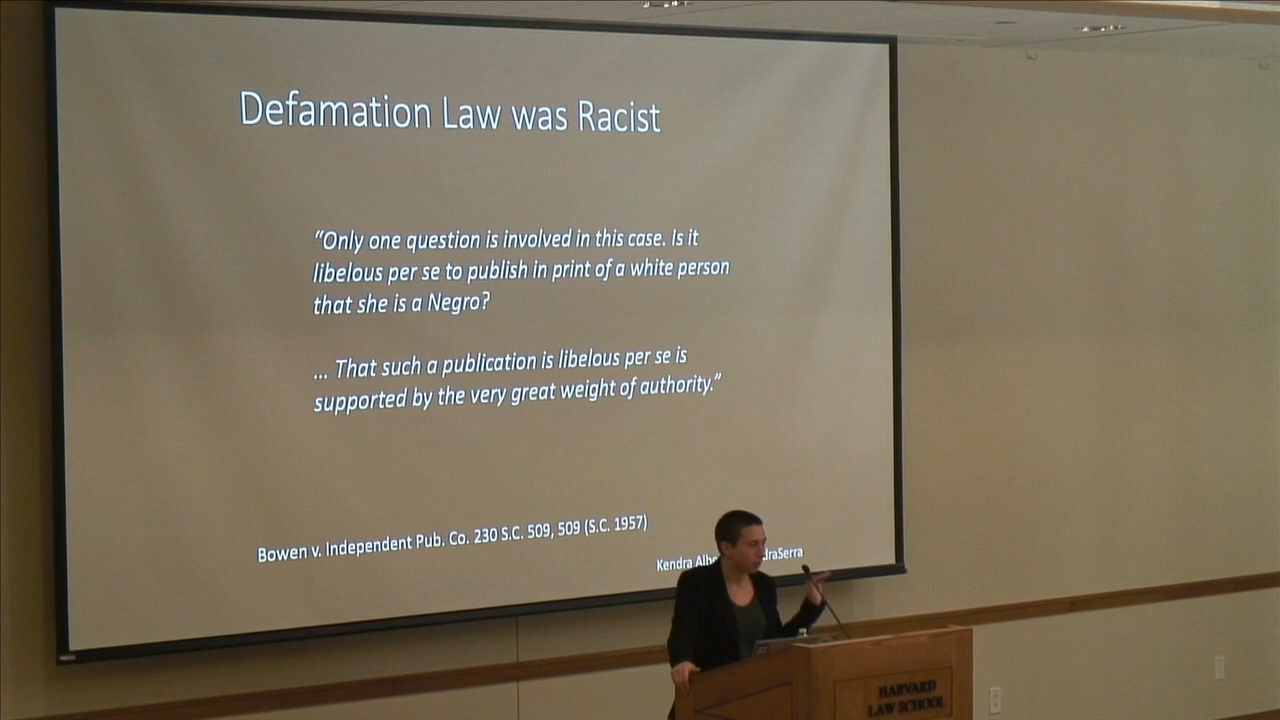 Defamation Law was Racist
“Only one question is involved in this case. Is it
libelous per se to publish in print of a white person
that she is a Negro?
... That such a publication is libelous per se is
supported by the very great weight of authority.”
Bowen v. Independent Pub. Co. 230 S.C. 509, 509 (S.C. 1957)
Kendra
HARVARD
LAW SCHOOL